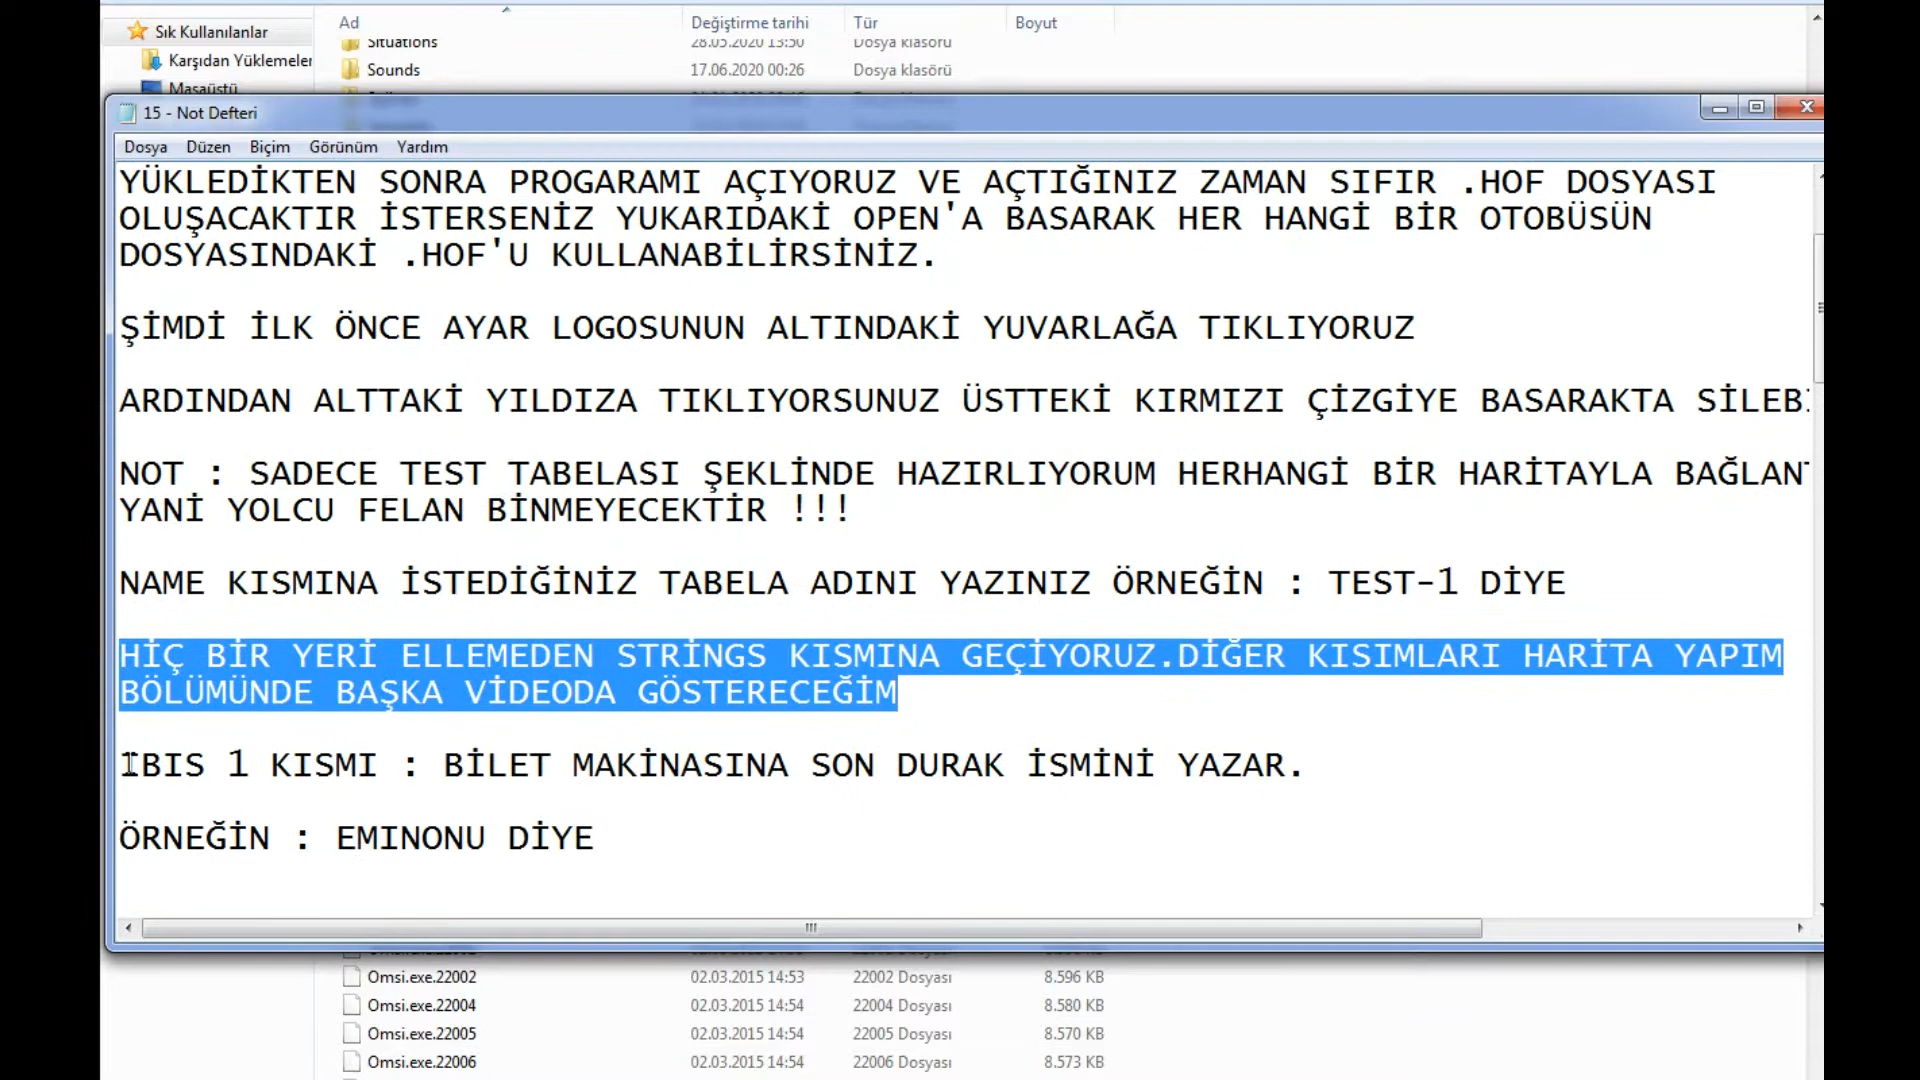 Ad Değiştirme tarihi Tür Boyut
Sık Kullanılanlar
Situations 28.05.2020 13:50 Dosya klasörü
Karşıdan Yüklemeler
Sounds 17.06.2020 00:26 Dosya klasörü
Masaüstü
15 - Not Defteri
Dosya Düzen Biçim Görünüm Yardım
YÜKLEDİKTEN SONRA PROGARAMI AÇIYORUZ VE AÇTIĞINIZ ZAMAN SIFIR .HOF DOSYASI
OLUŞACAKTIR İSTERSENİZ YUKARIDAKİ OPEN'A BASARAK HER HANGİ BİR OTOBÜSÜN
DOSYASINDAKİ .HOF'U KULLANABİLİRSİNİZ.
ŞİMDİ İLK ÖNCE AYAR LOGOSUNUN ALTINDAKİ YUVARLAĞA TIKLIYORUZ
ARDINDAN ALTTAKİ YILDIZA TIKLIYORSUNUZ ÜSTTEKİ KIRMIZI ÇİZGİYE BASARAKTA SİLEB
NOT : SADECE TEST TABELASI ŞEKLİNDE HAZIRLIYORUM HERHANGİ BİR HARİTAYLA BAĞLAN
YANİ YOLCU FELAN BİNMEYECEKTİR !!!
NAME KISMINA İSTEDİĞİNİZ TABELA ADINI YAZINIZ ÖRNEĞİN : TEST-1 DİYE
HİÇ BİR YERİ ELLEMEDEN STRİNGS KISMINA GEÇİYORUZ.DİĞER KISIMLARI HARİTA YAPIM
BÖLÜMÜNDE BAŞKA VİDEODA GÖSTERECEĞİM
IBIS 1 KISMI : BİLET MAKİNASINA SON DURAK İSMİNİ YAZAR.
ÖRNEĞİN : EMINONU DİYE
Omsi.exe.22002 02.03.2015 14:53 22002 Dosyası 8.596 KB
Omsi.exe.22004 02.03.2015 14:54 22004 Dosyası 8.580 KB
Omsi.exe.22005 02.03.2015 14:54 22005 Dosyası 8.570 KB
Omsi.exe.22006 02.03.2015 14:54 22006 Dosyası 8.573 KB